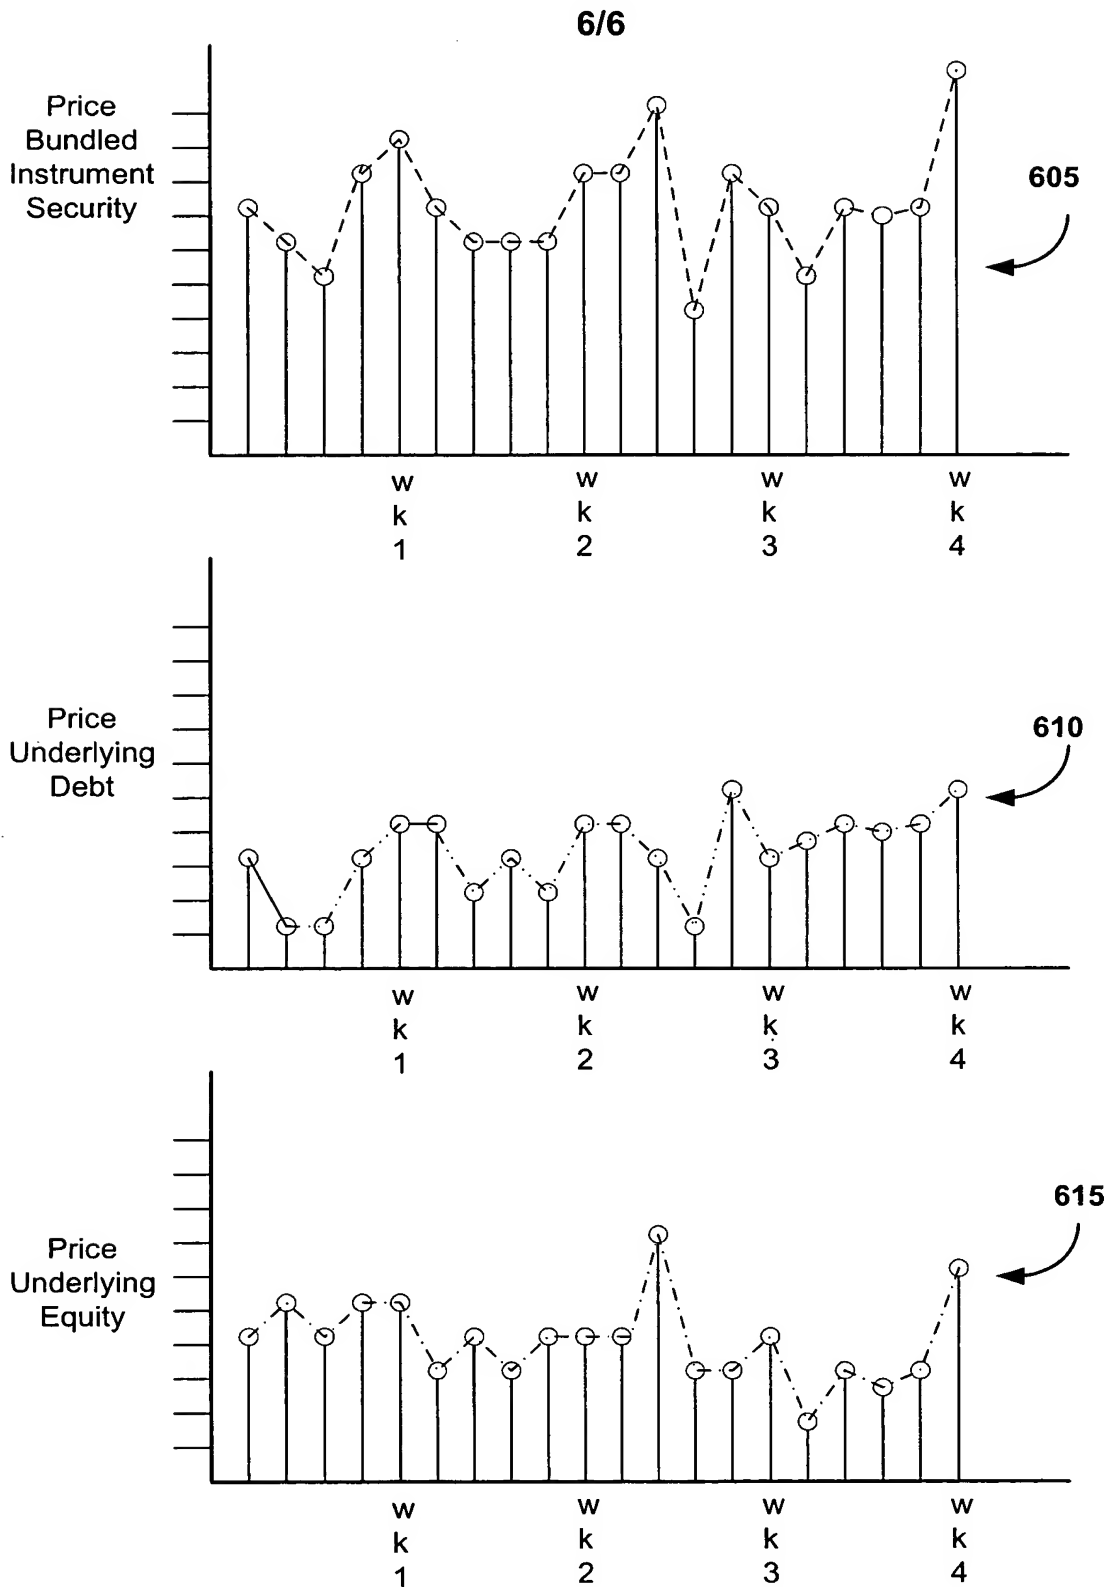 6/6
Price
Bundled
Instrument
Security
605
w
k
1
w
k
2
w
k
3
w
k
4
Price
Underlying
Debt
610
w
k
1
w
k
2
w
k
3
w
k
4
Price
Underlying
Equity
615
w
k
1
w
k
2
w
k
3
w
k
4